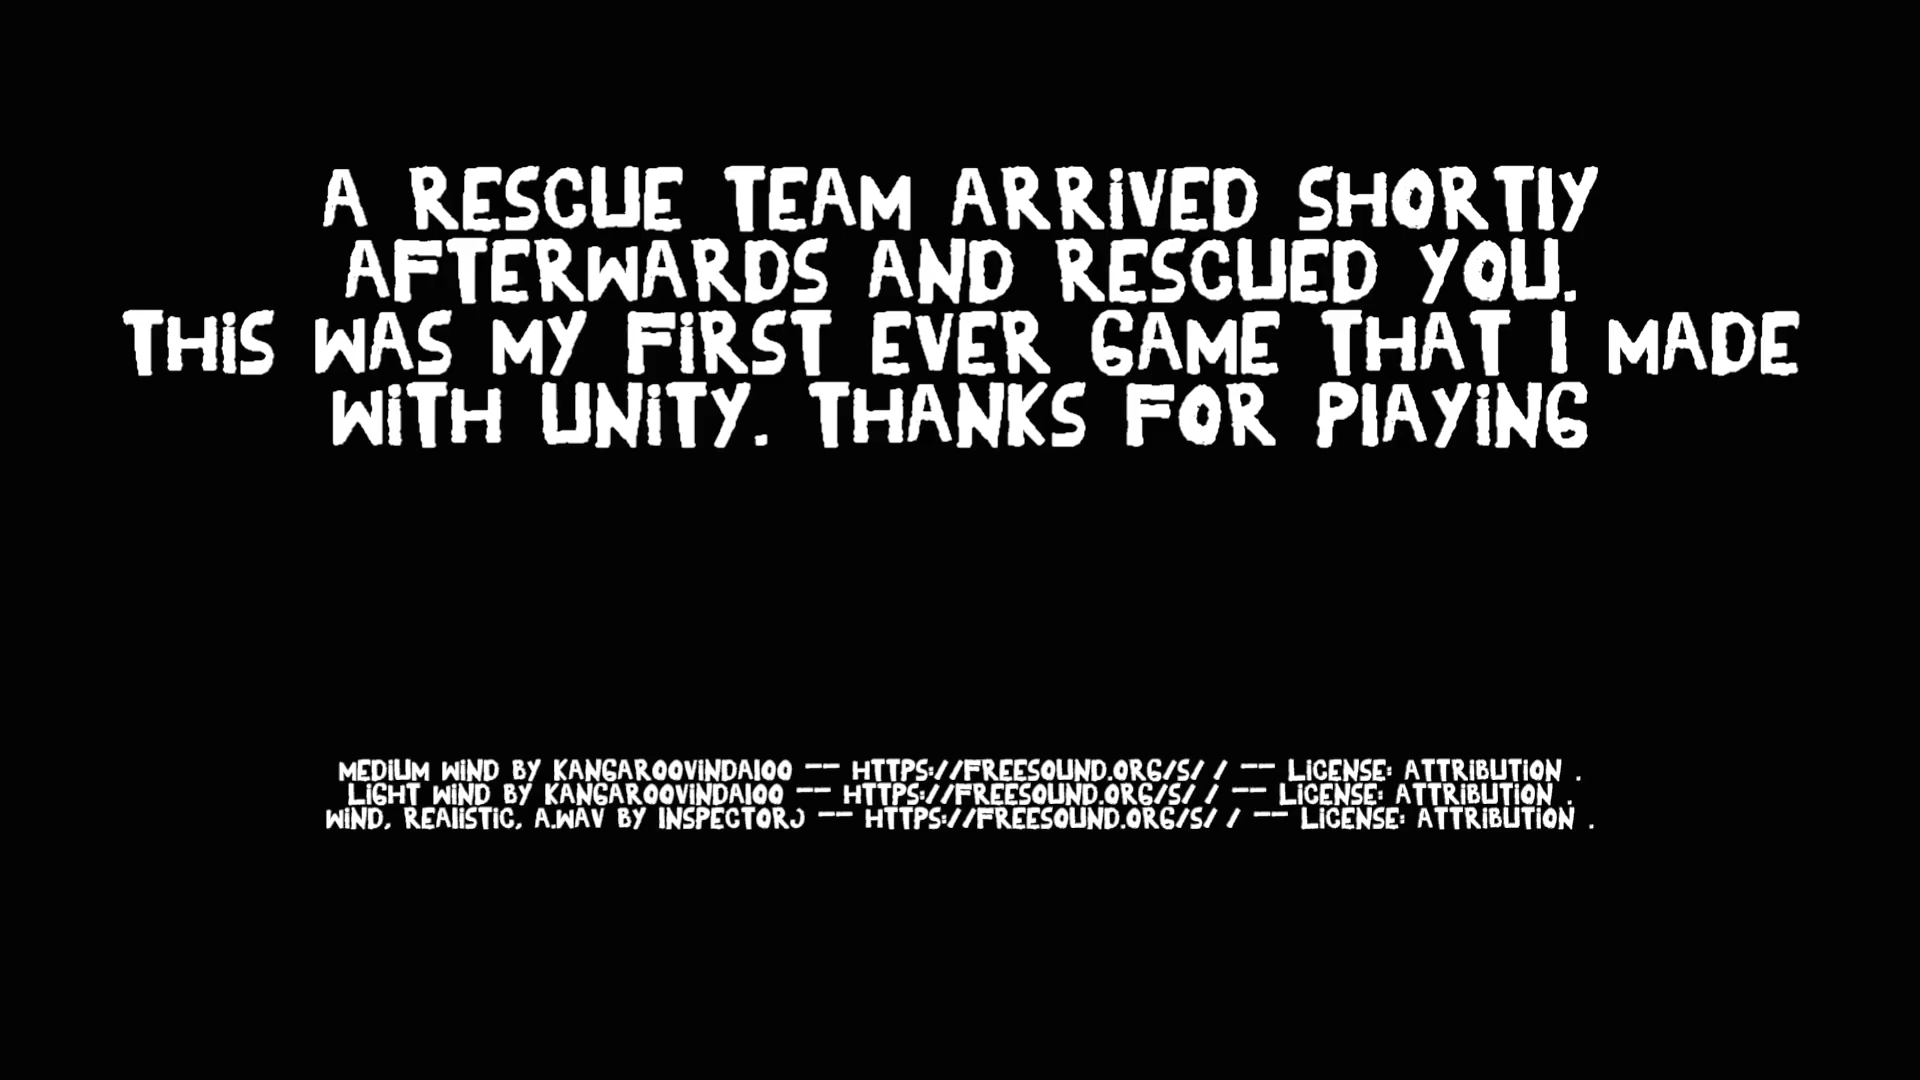 A RESCUE TEAM ARRiVED SHORTlY
AFTERWARDS AND RESCUED YOU.
THiS WAS MY FiRST EVER GAME THAT I MADE
WiTH UNiTY. THANKS FOR PlAYiNG
MEDiUM WiND BY KANGAROOViNDAlOO -- HTTPS://FREESOUND.ORG/S/ / -- LiCENSE: ATTRiBUTiON .
LiGHT WiND BY KANGAROOViNDAlOO -- HTTPS://FREESOUND.ORG/S/ / -- LiCENSE: ATTRiBUTiON .
WiND, REAlISTiC, A.WAV BY INSPECTORJ -- HTTPS://FREESOUND.ORG/S/ / -- LiCENSE: ATTRiBUTiON .